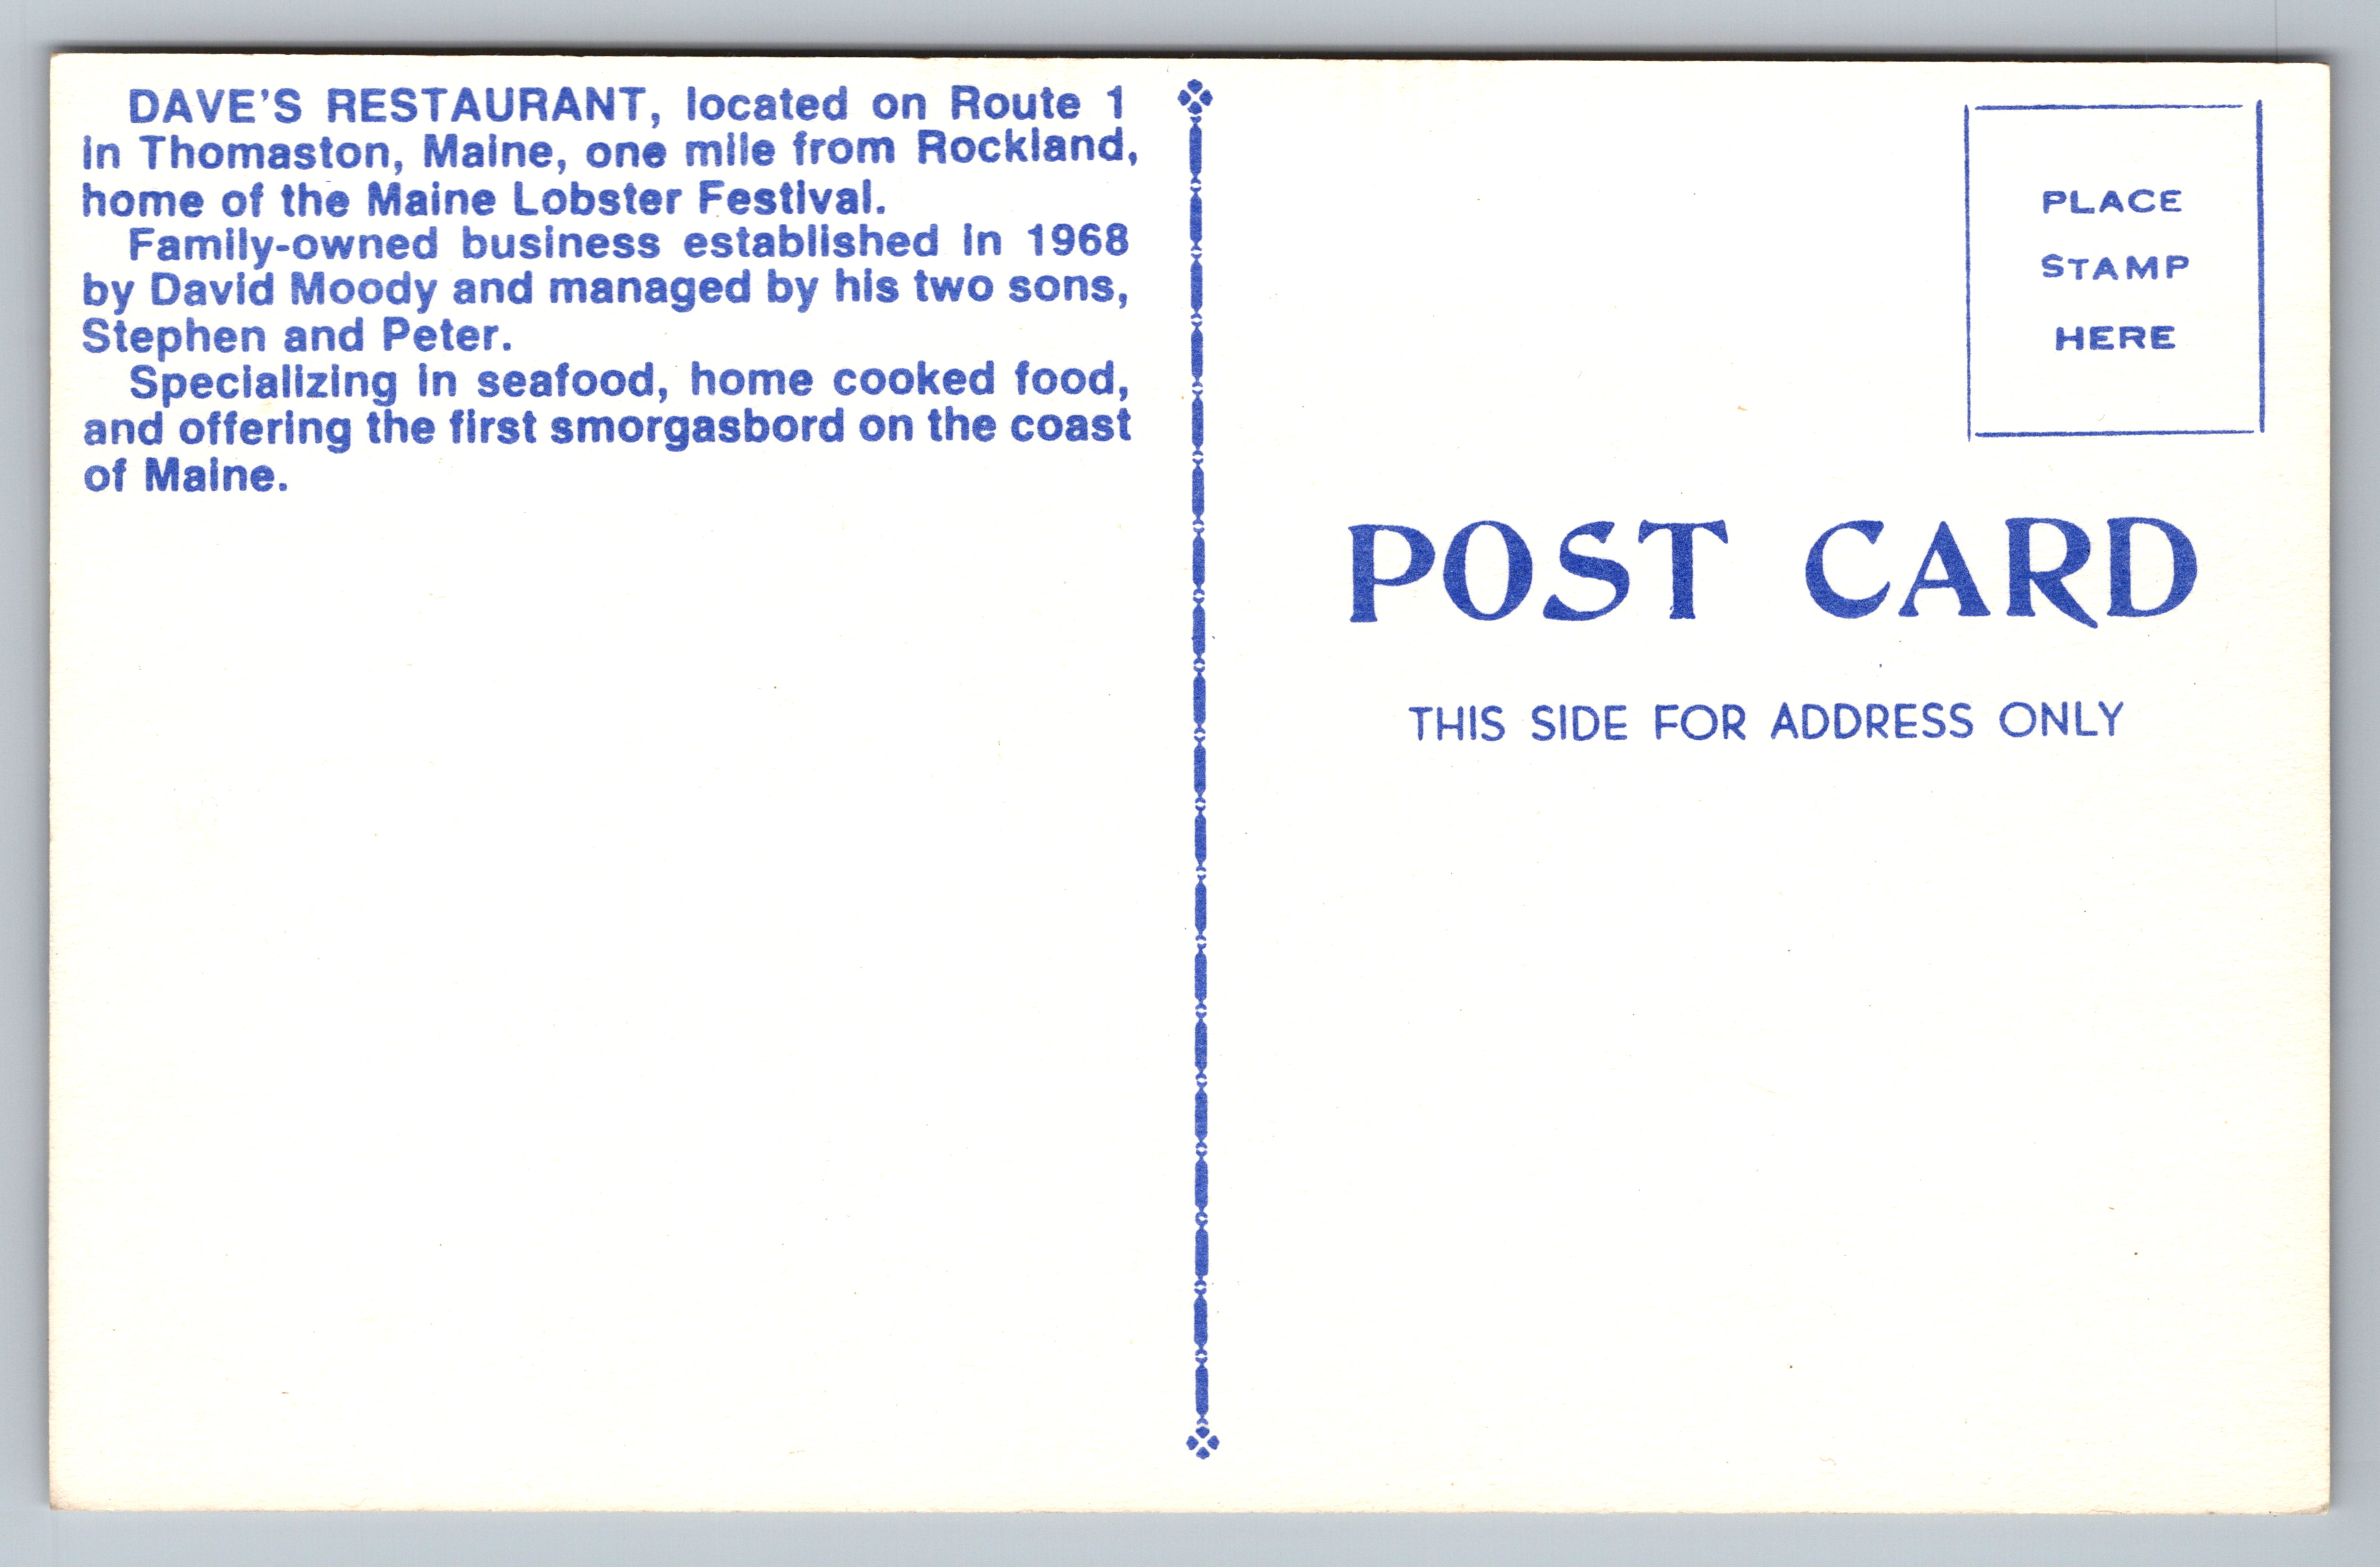 DAVE'S RESTAURANT, located on Route 1
in Thomaston, Maine, one mile from Rockland,
home of the Maine Lobster Festival.
Family-owned business established in 1968
by David Moody and managed by his two sons,
Stephen and Peter.
Specializing in seafood, home cooked food,
and offering the first smorgasbord on the coast
of Maine.
PLACE
STAMP
HERE
POST CARD
THIS SIDE FOR ADDRESS ONLY